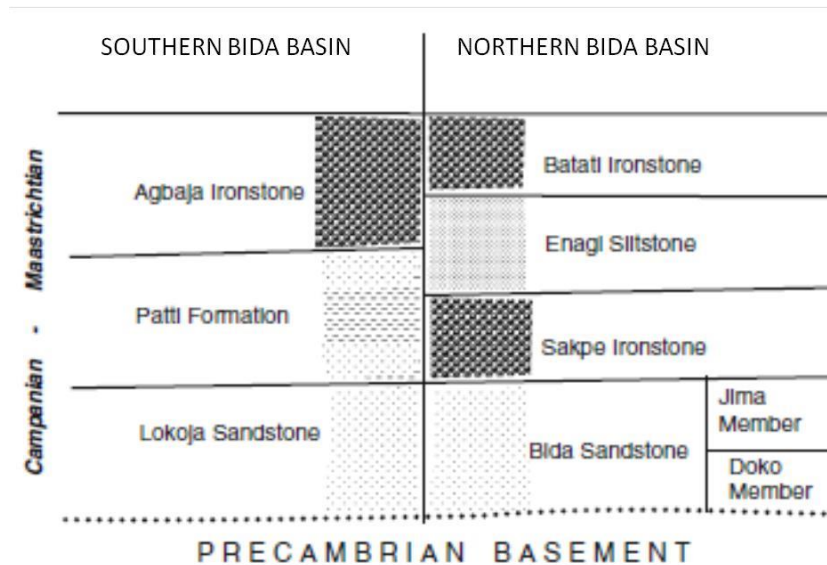 SOUTHERN BIDA BASIN
NORTHERN BIDA BASIN
Campanian - Maastrichtian
Agbaja Ironstone
Patti Formation
Lokoja Sandstone
Batati Ironstone
Enagi Siltstone
Sakpe Ironstone
Bida Sandstone
Jima
Member
Doko
Member
PRECAMBRIAN BASEMENT